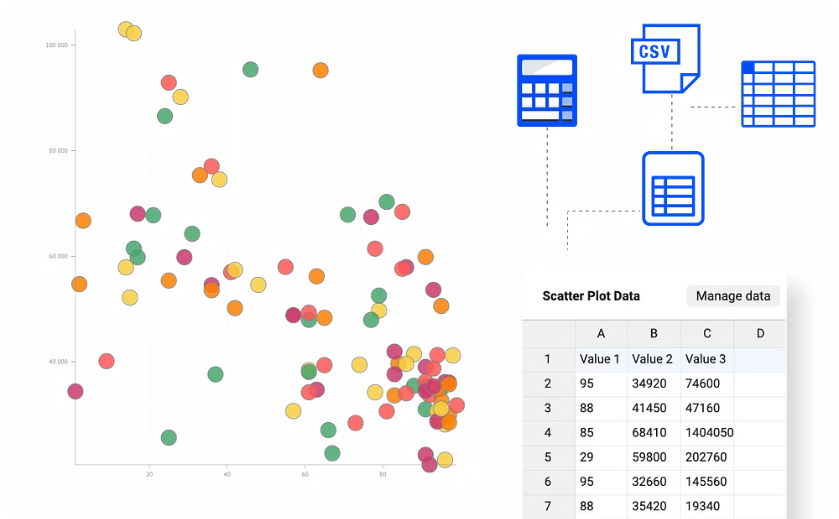 100 000
80 000
60 000
40 000
20
40
60
80
CSV
Scatter Plot Data
Manage data
A B C D
1 Value 1 Value 2 Value 3
2 95 34920 74600
3 88 41450 47160
4 85 68410 1404050
5 29 59800 202760
6 95 32660 145560
7 88 35420 19340